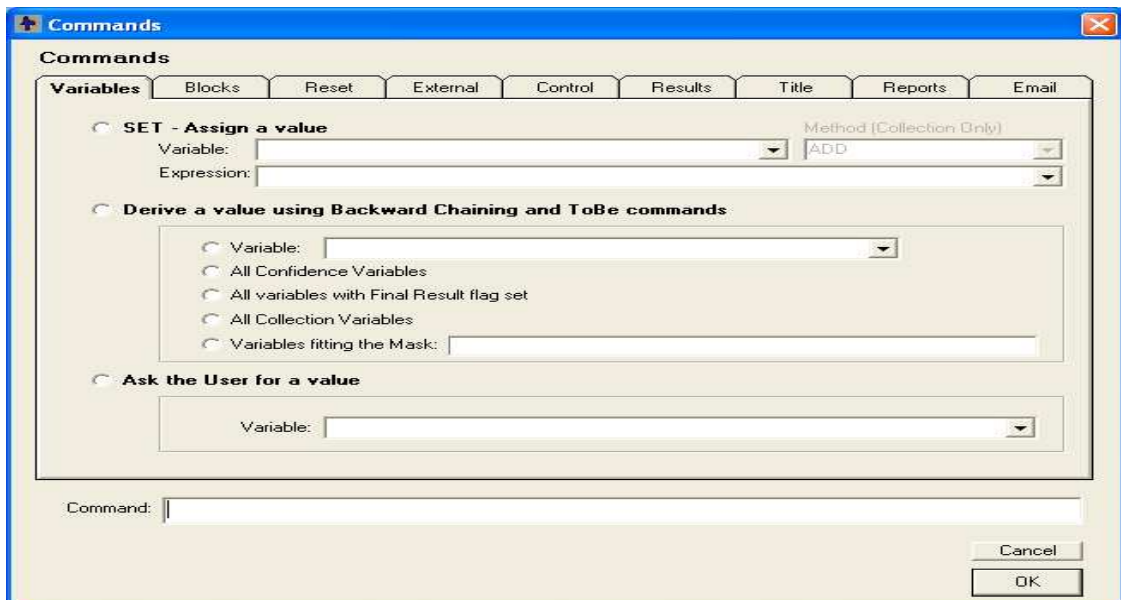 Commands
Commands
Variables Blocks Reset External Control Results Title Reports Email
SET - Assign a value Method (Collection Only)
Variable: ADD
Expression:
Derive a value using Backward Chaining and ToBe commands
Variable:
All Confidence Variables
All variables with Final Result flag set
All Collection Variables
Variables fitting the Mask:
Ask the User for a value
Variable:
Command:
Cancel
OK